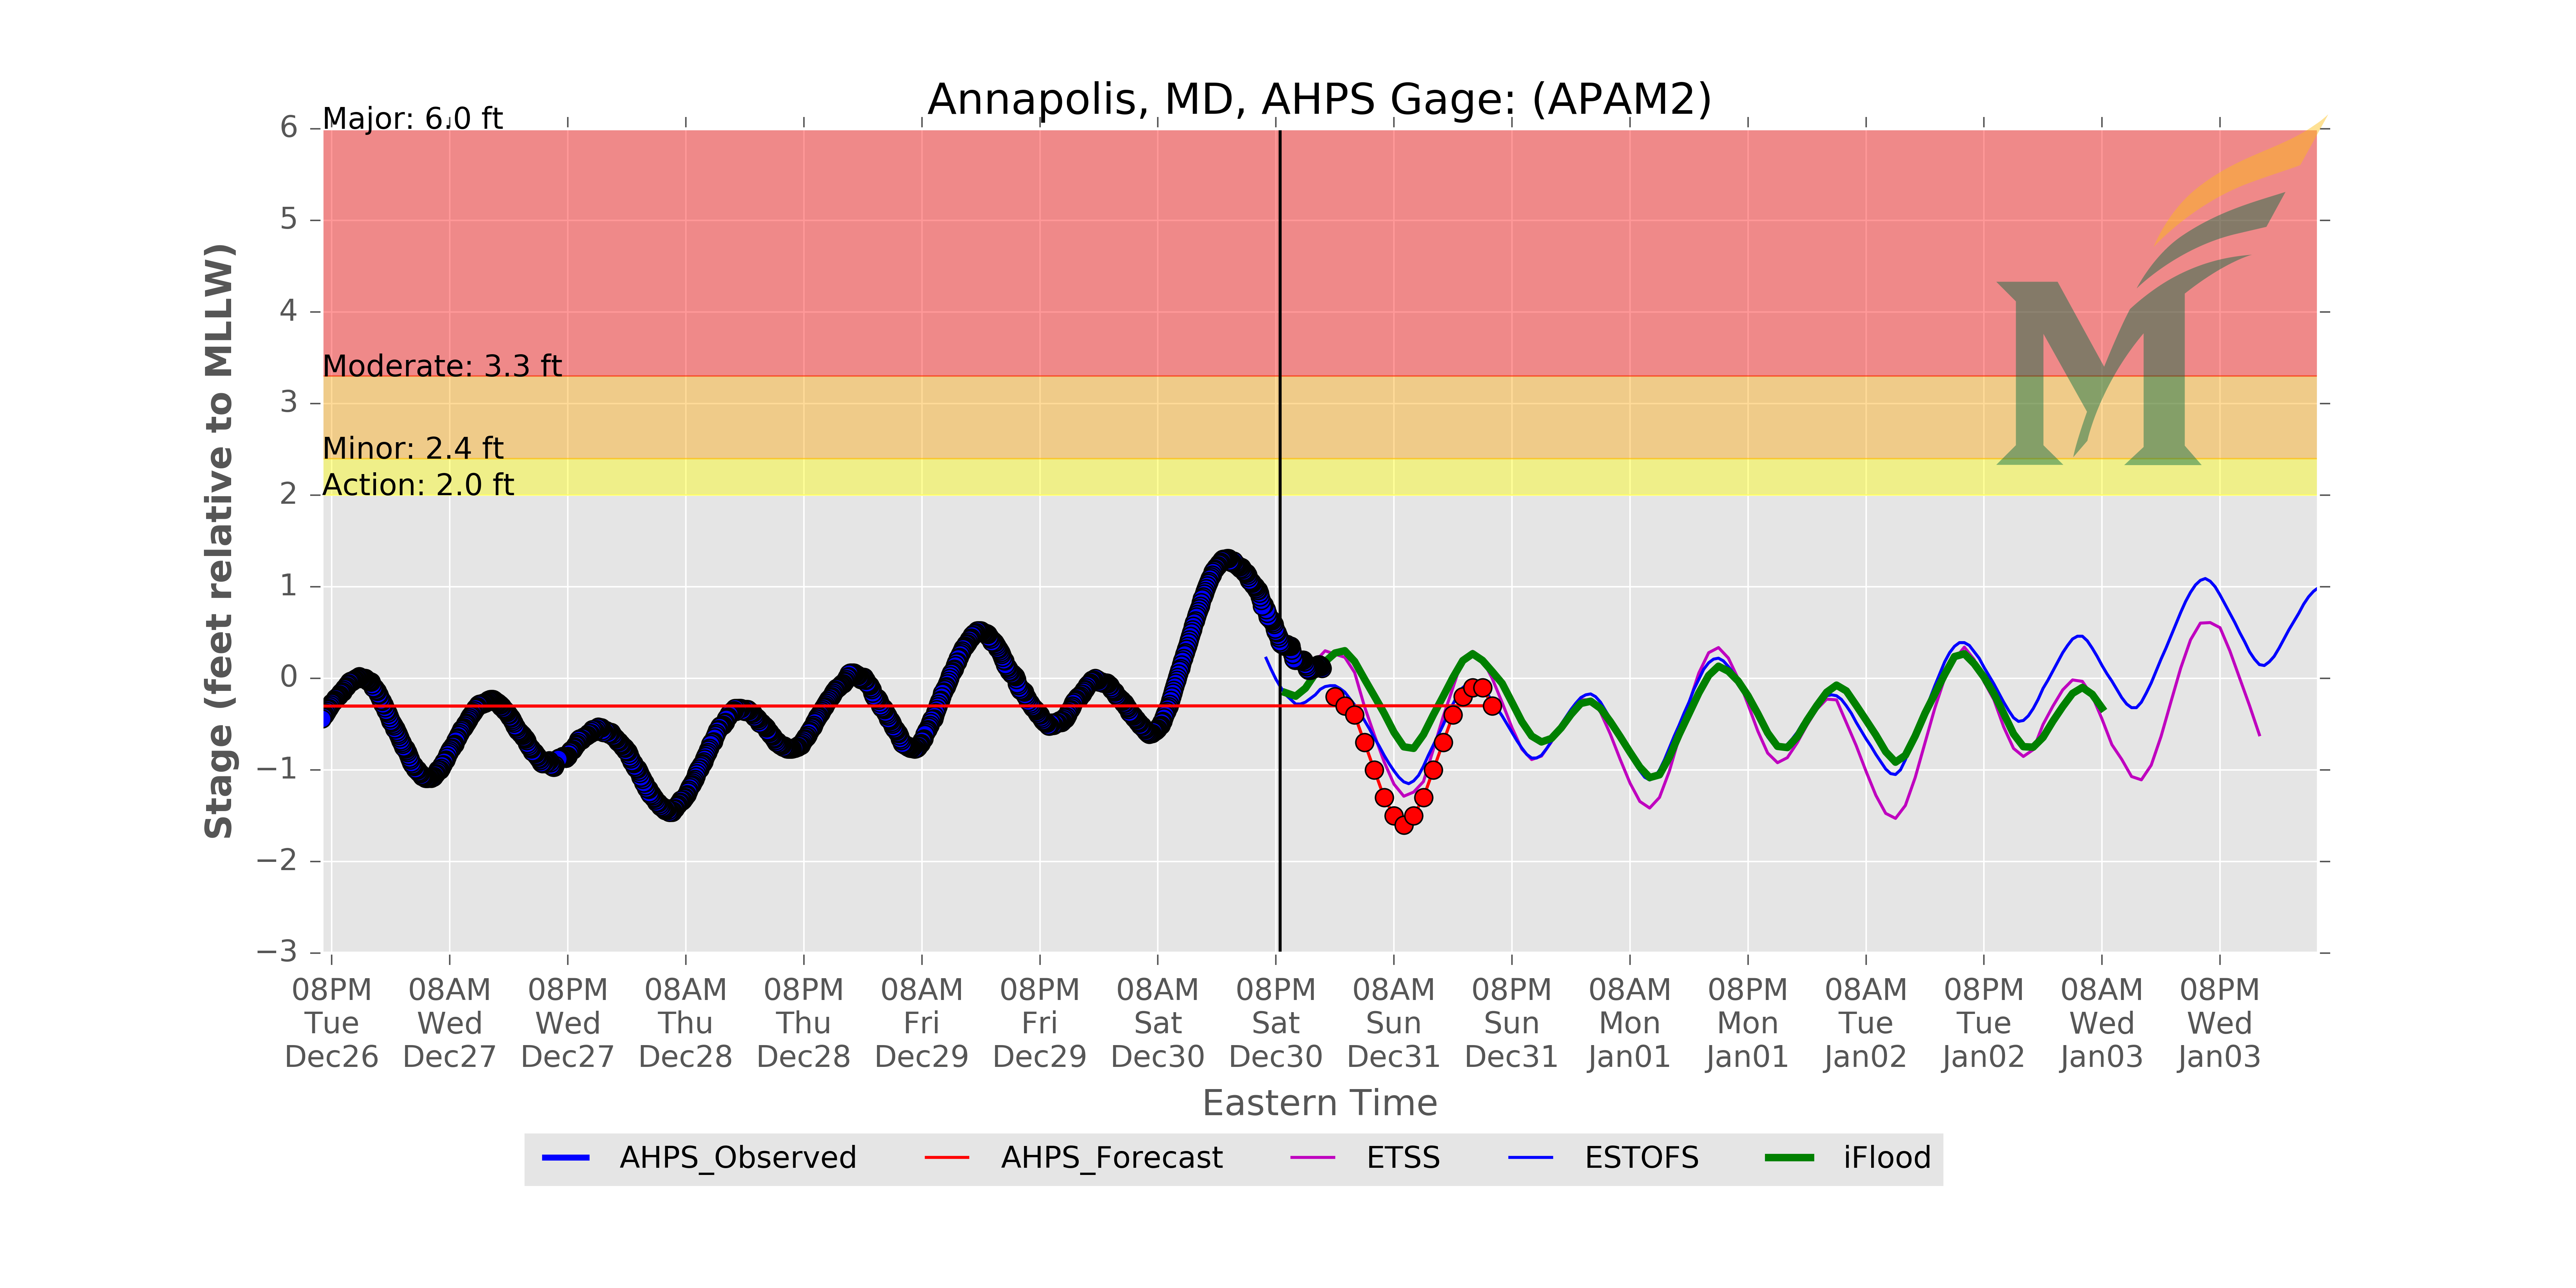 Annapolis, MD, AHPS Gage: (APAM2)
Major: 6.0 ft
Moderate: 3.3 ft
Minor: 2.4 ft
Action: 2.0 ft
6
5
4
3
2
1
0
−1
−2
−3
Stage (feet relative to MLLW)
08PM 08AM 08PM 08AM 08PM 08AM 08PM 08AM 08PM 08AM 08PM 08AM 08PM 08AM 08PM 08AM 08PM
Tue Wed Wed Thu Thu Fri Fri Sat Sat Sun Sun Mon Mon Tue Tue Wed Wed
Dec26 Dec27 Dec27 Dec28 Dec28 Dec29 Dec29 Dec30 Dec30 Dec31 Dec31 Jan01 Jan01 Jan02 Jan02 Jan03 Jan03
Eastern Time
AHPS_Observed AHPS_Forecast ETSS ESTOFS iFlood
M